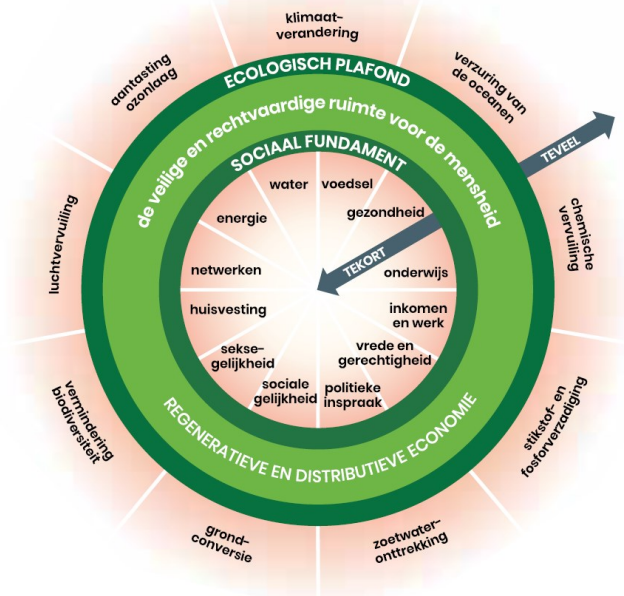 klimaat-
verandering
verzuring van
de oceanen
chemische
vervuiling
stikstof- en
fosforverzadiging
zoetwater-
onttrekking
grond-
conversie
vermindering
biodiversiteit
luchtvervuiling
aantasting
ozonlaag
TEVEEL
ECOLOGISCH PLAFOND
de veilige en rechtvaardige ruimte voor de mensheid
SOCIAAL FUNDAMENT
water
voedsel
gezondheid
TEKORT
onderwijs
inkomen
en werk
vrede en
gerechtigheid
politieke
inspraak
sociale
gelijkheid
sekse-
gelijkheid
huisvesting
netwerken
energie
REGENERATIEVE EN DISTRIBUTIEVE ECONOMIE